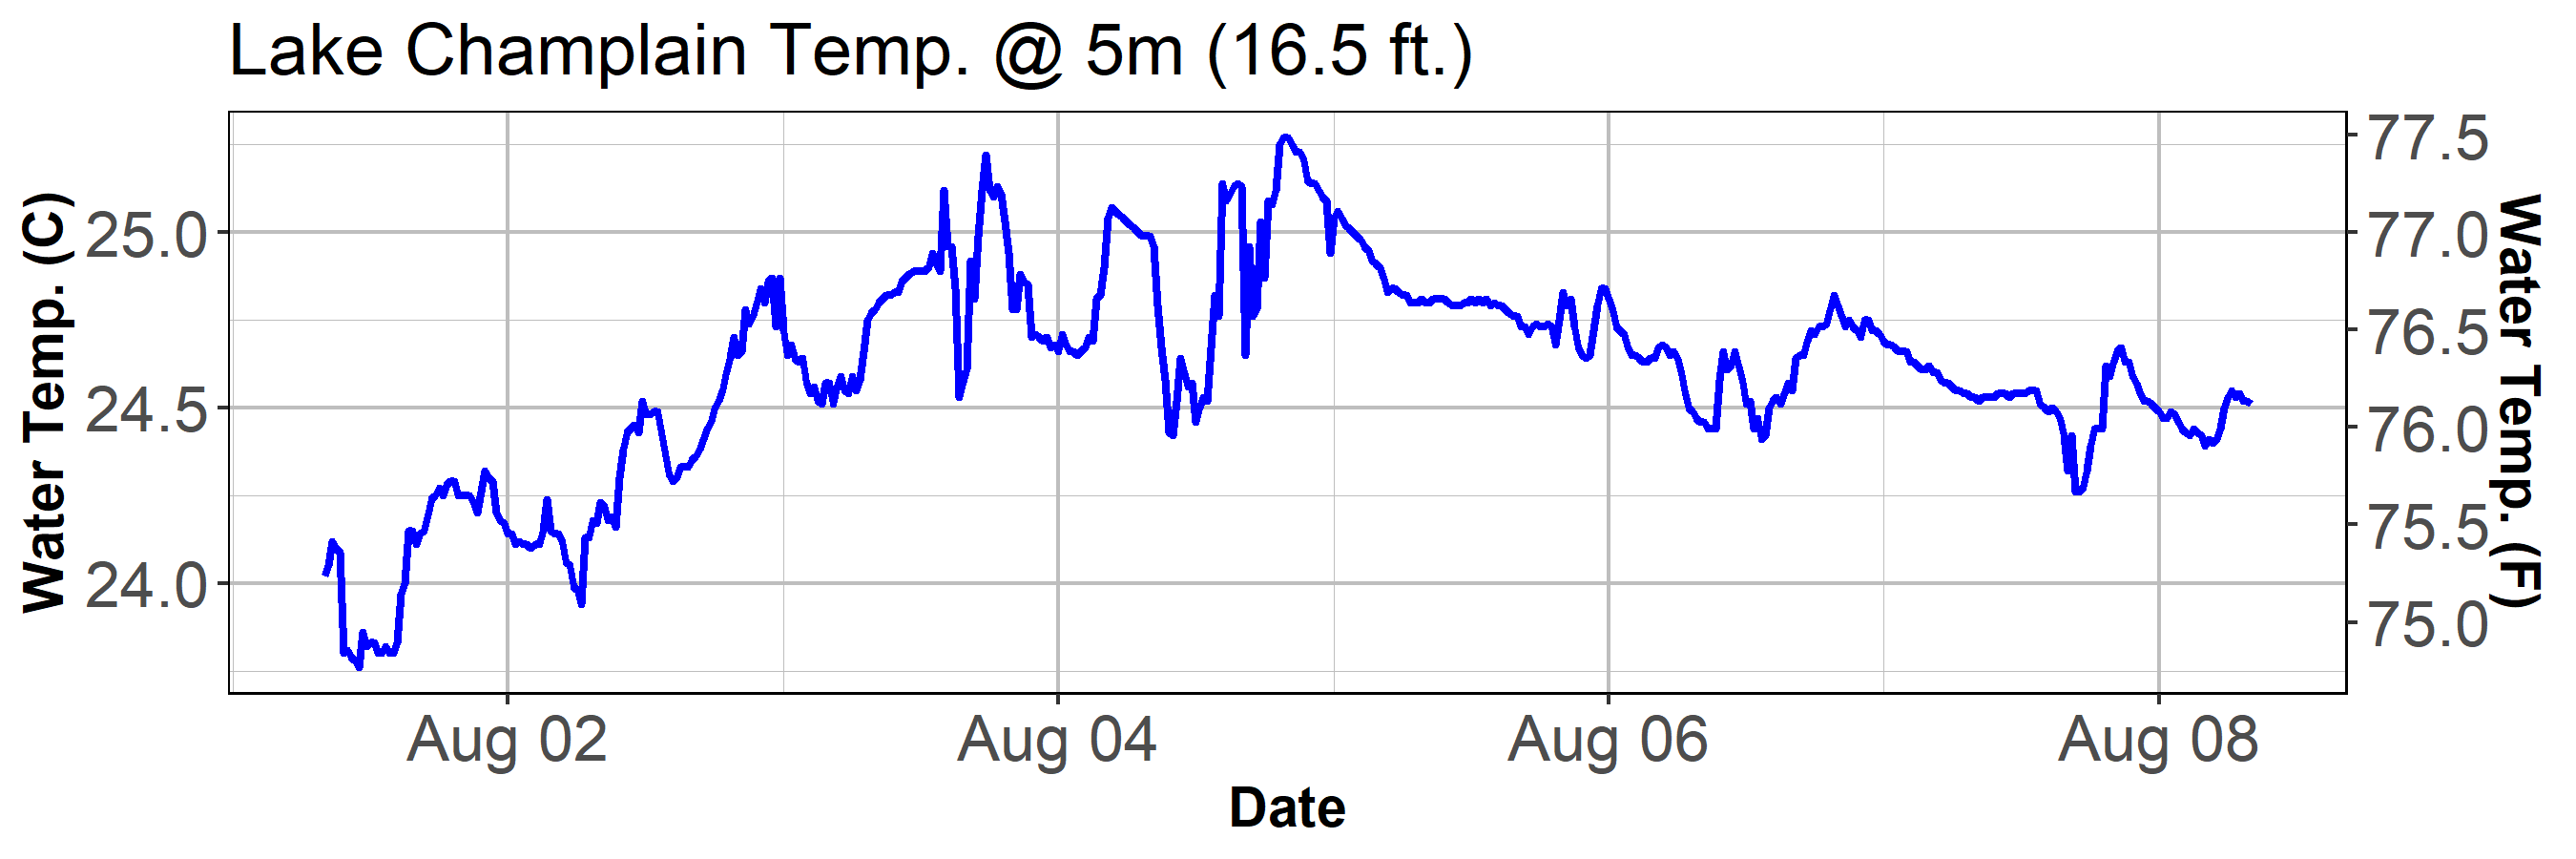 Lake Champlain Temp. @ 5m (16.5 ft.)
Water Temp. (C)
25.0
24.5
24.0
77.5
77.0
76.5
76.0
75.5
75.0
Water Temp. (F)
Aug 02
Aug 04
Aug 06
Aug 08
Date